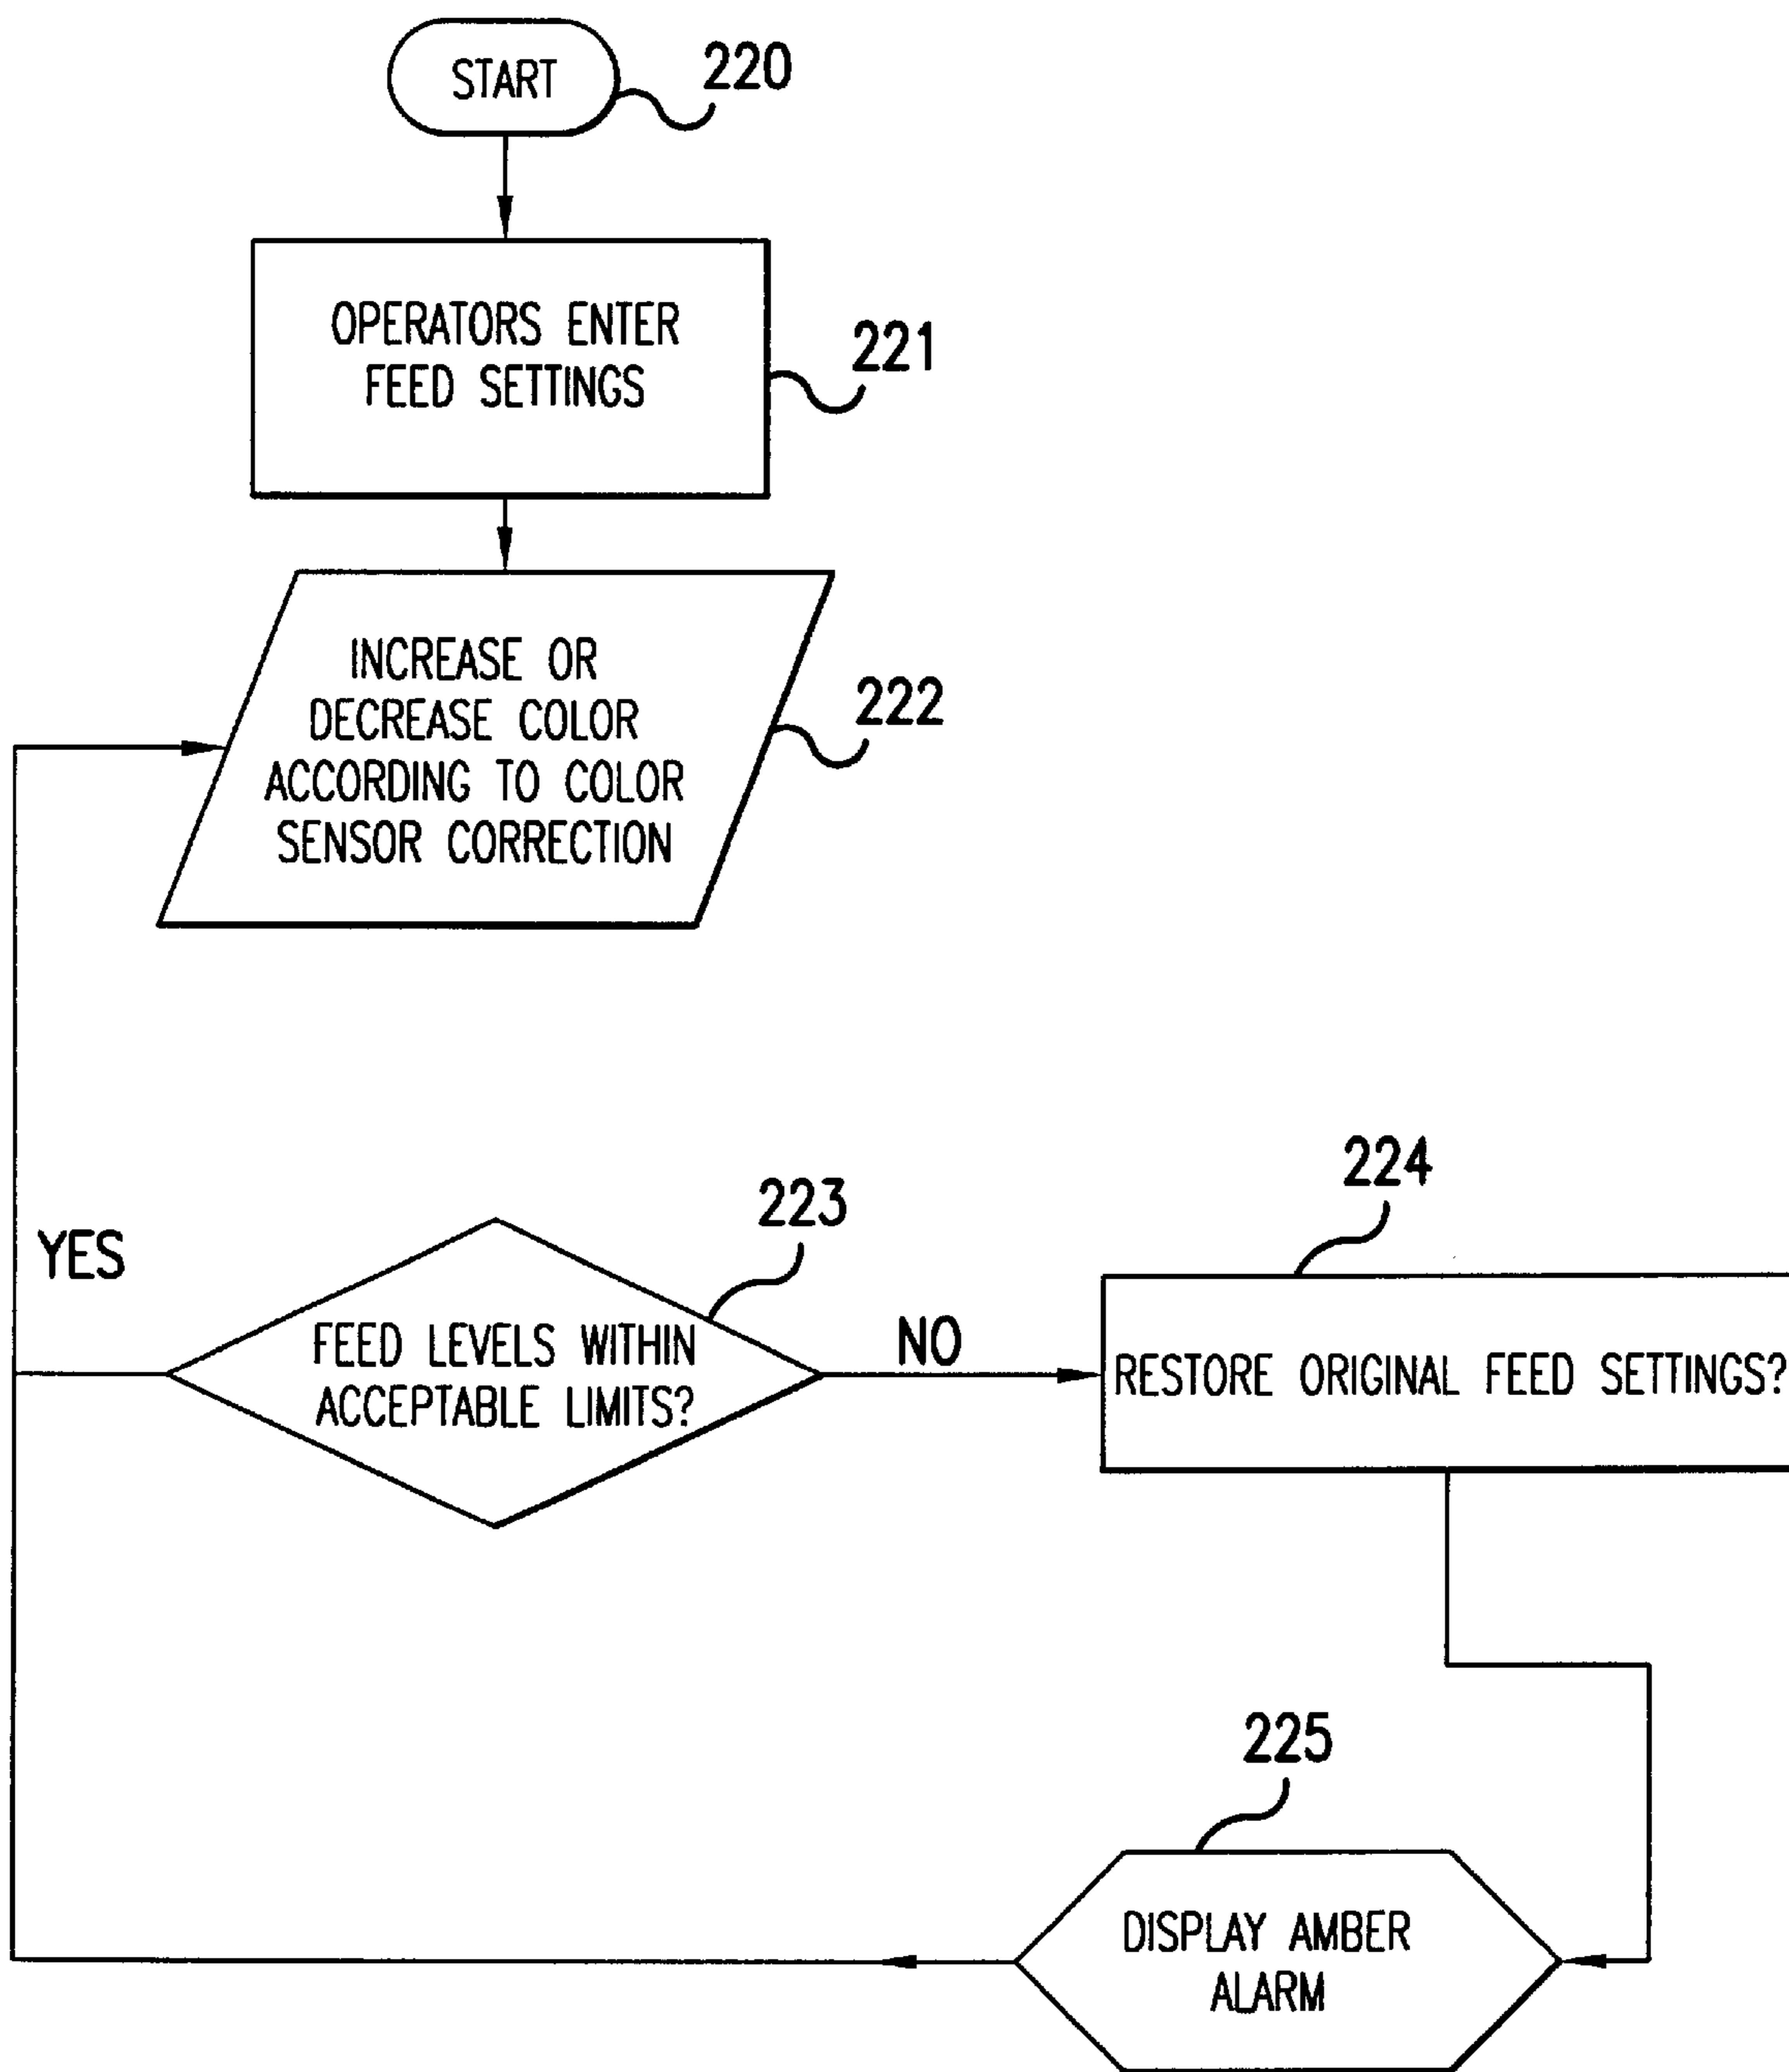 START
220
OPERATORS ENTER
FEED SETTINGS
221
INCREASE OR
DECREASE COLOR
ACCORDING TO COLOR
SENSOR CORRECTION
222
YES
FEED LEVELS WITHIN
ACCEPTABLE LIMITS?
223
NO
224
RESTORE ORIGINAL FEED SETTINGS?
225
DISPLAY AMBER
ALARM